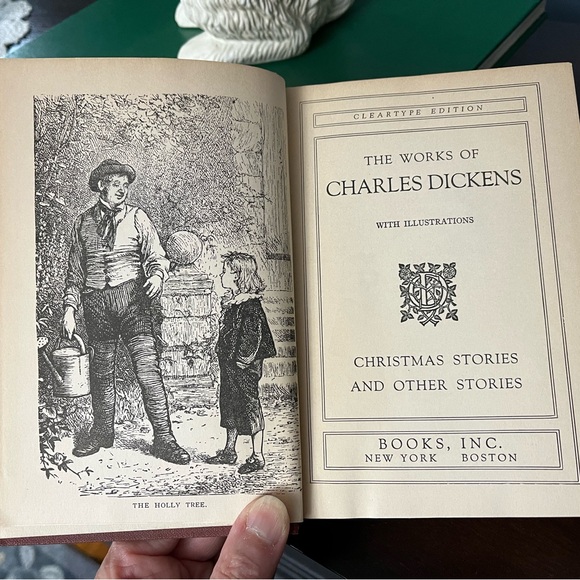 THE HOLLY TREE.
CLEARTYPE EDITION
THE WORKS OF
CHARLES DICKENS
WITH ILLUSTRATIONS
CHRISTMAS STORIES
AND OTHER STORIES
BOOKS, INC.
NEW YORK BOSTON